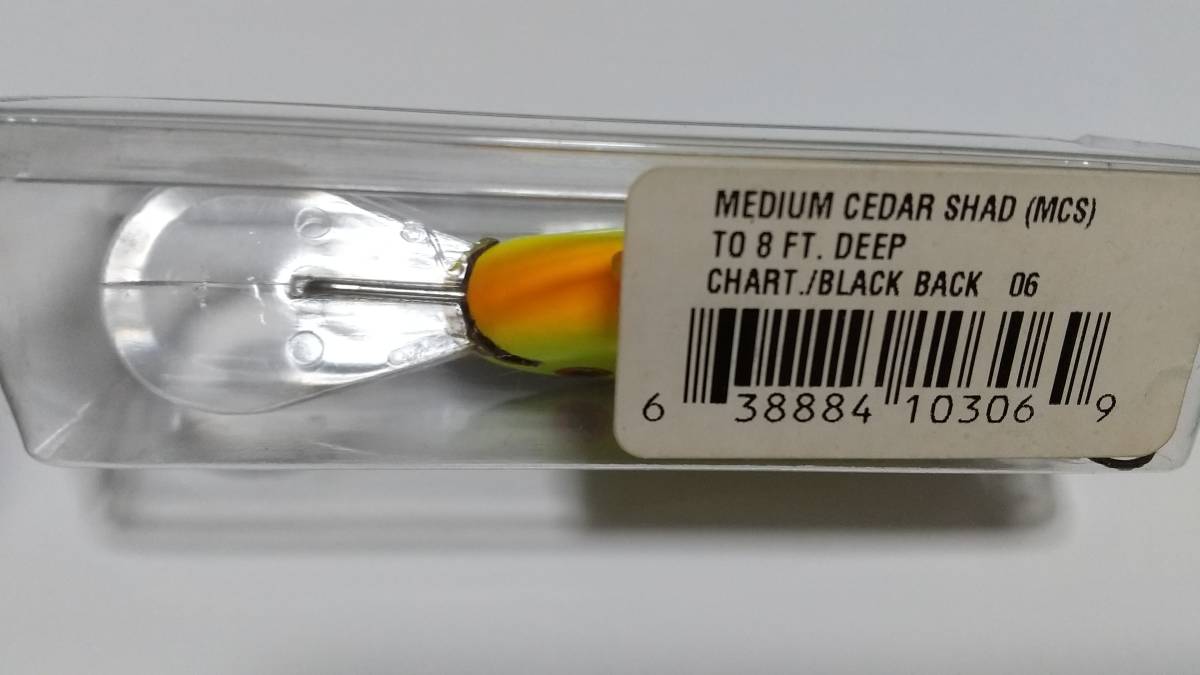 MEDIUM CEDAR SHAD (MCS)
TO 8 FT. DEEP
CHART./BLACK BACK 06
6 38884 10306 9